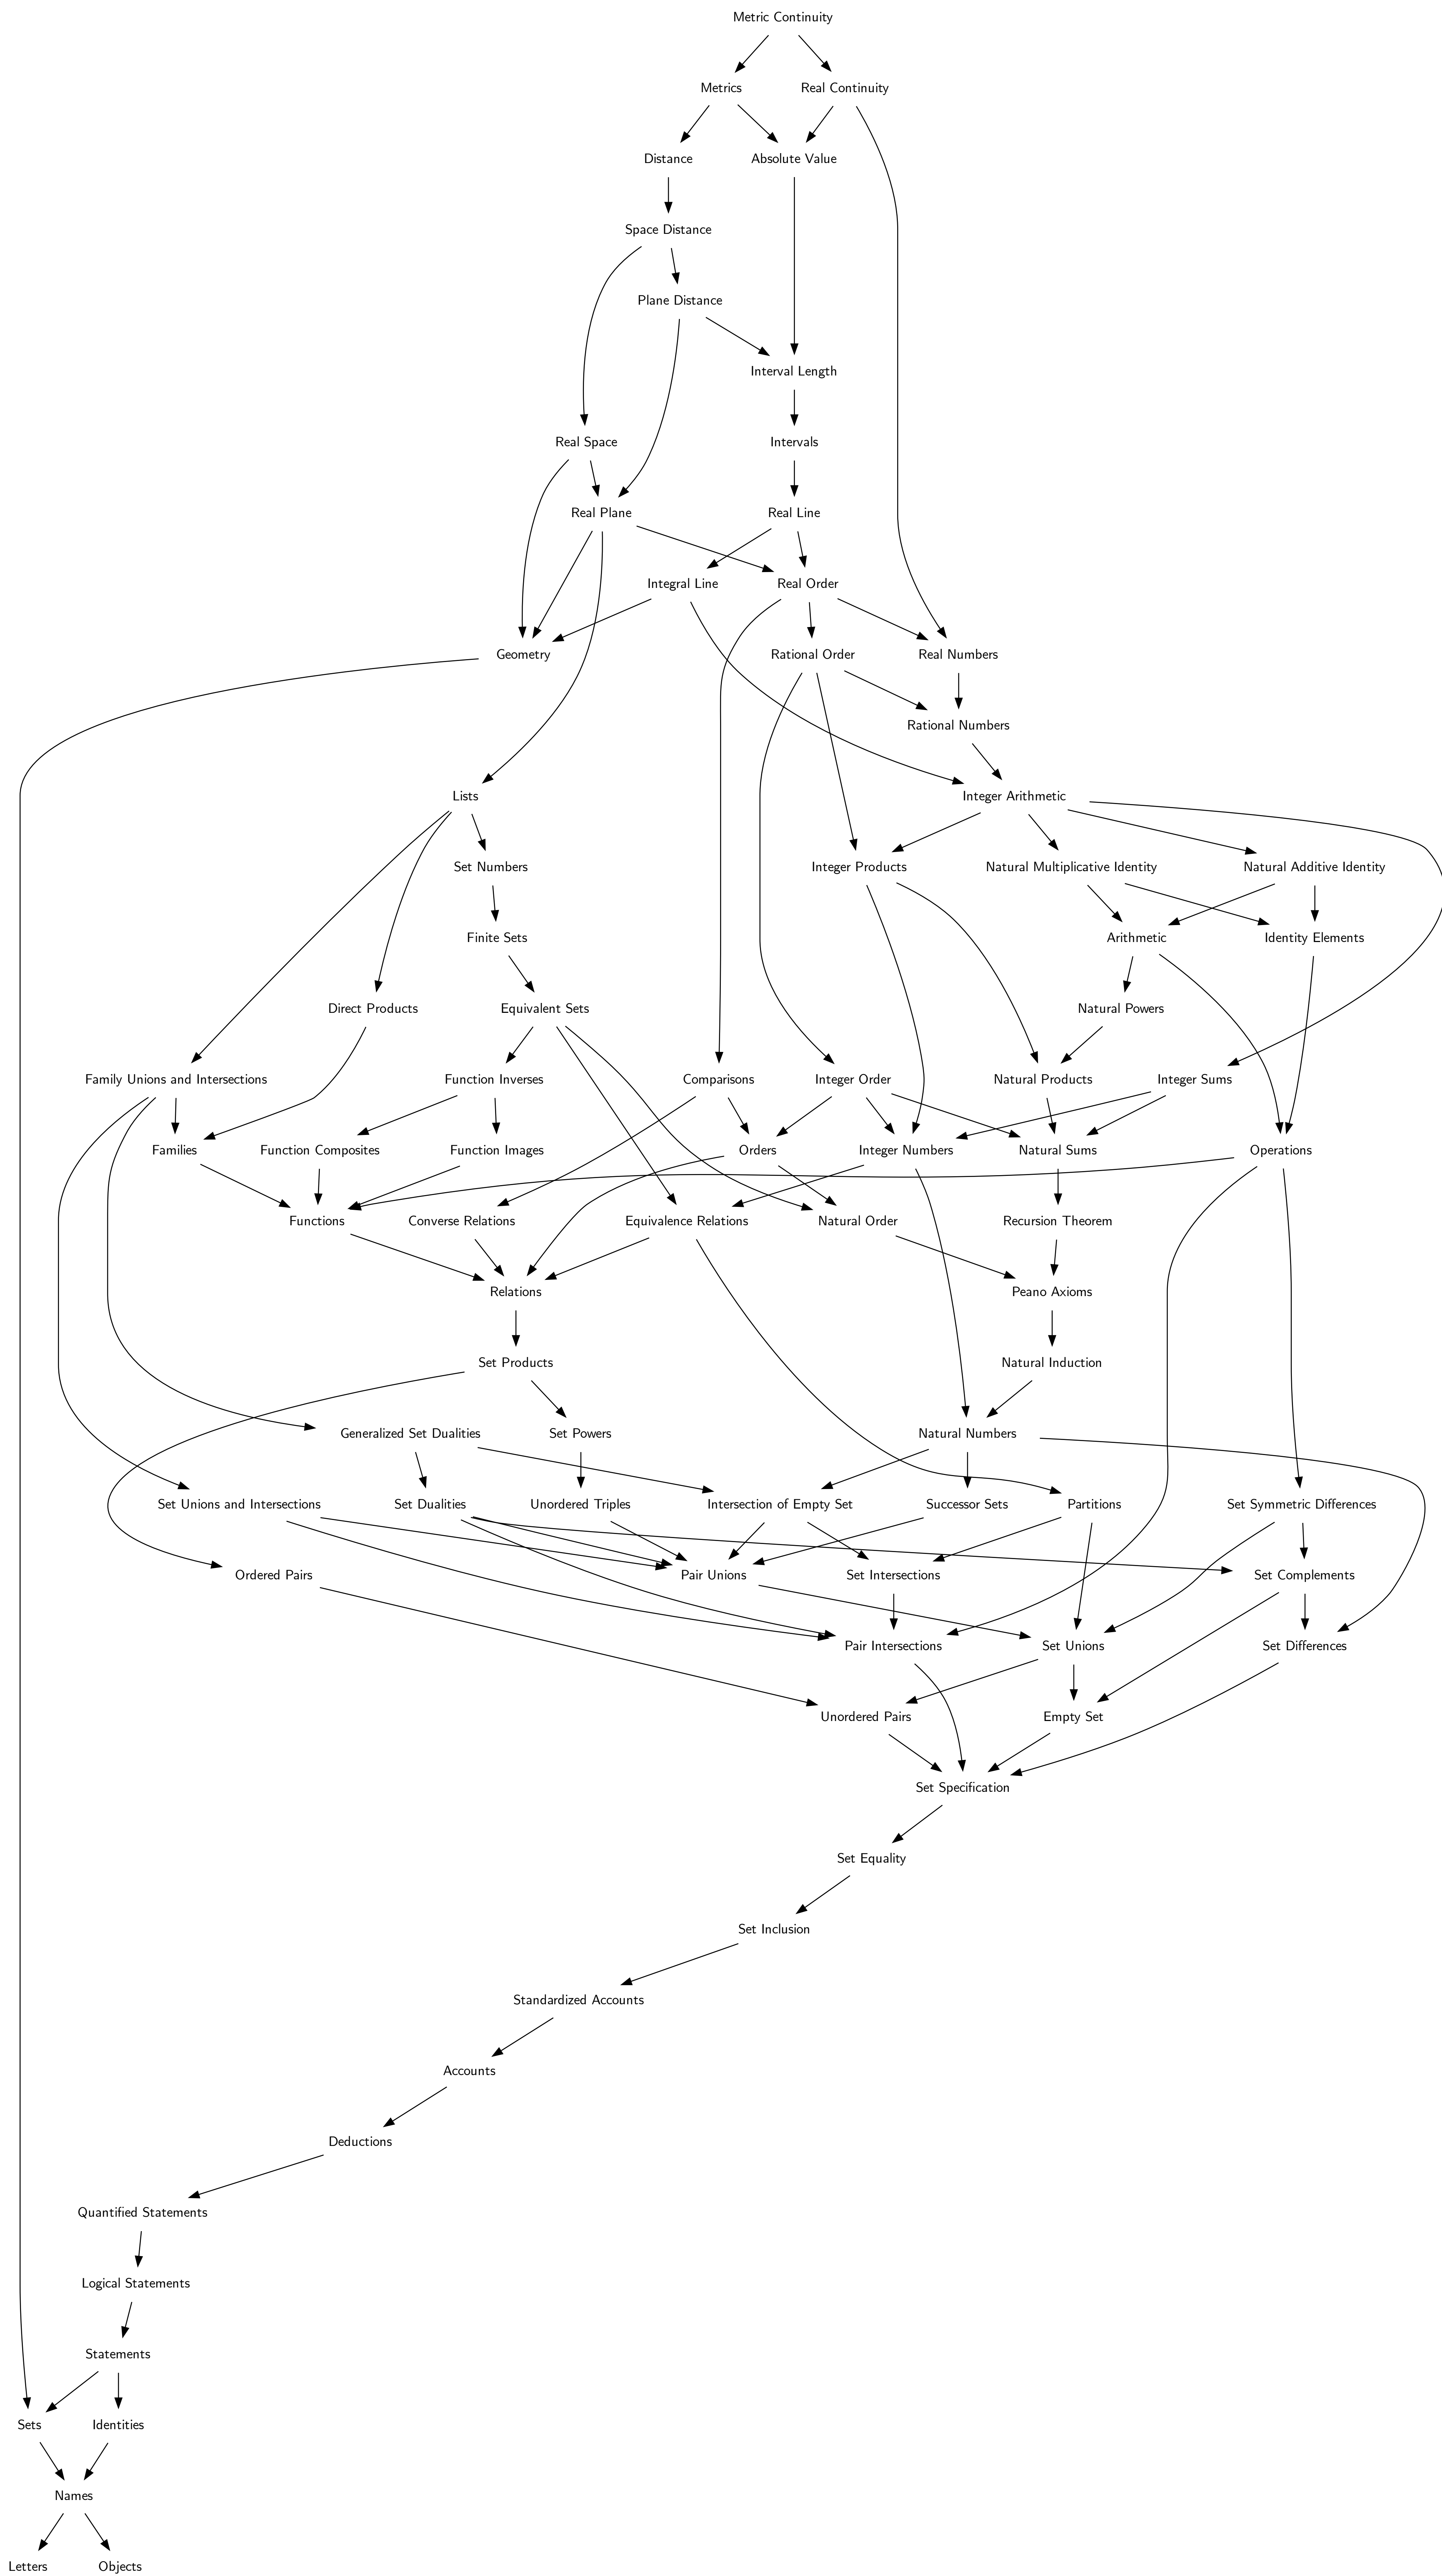 Metric Continuity
Metrics
Real Continuity
Distance
Absolute Value
Space Distance
Plane Distance
Interval Length
Real Space
Intervals
Real Plane
Real Line
Integral Line
Real Order
Geometry
Rational Order
Real Numbers
Rational Numbers
Lists
Integer Arithmetic
Set Numbers
Integer Products
Natural Multiplicative Identity
Natural Additive Identity
Finite Sets
Arithmetic
Identity Elements
Direct Products
Equivalent Sets
Natural Powers
Family Unions and Intersections
Function Inverses
Comparisons
Integer Order
Natural Products
Integer Sums
Families
Function Composites
Function Images
Orders
Integer Numbers
Natural Sums
Operations
Functions
Converse Relations
Equivalence Relations
Natural Order
Recursion Theorem
Relations
Peano Axioms
Set Products
Natural Induction
Generalized Set Dualities
Set Powers
Natural Numbers
Set Unions and Intersections
Set Dualities
Unordered Triples
Intersection of Empty Set
Successor Sets
Partitions
Set Symmetric Differences
Ordered Pairs
Pair Unions
Set Intersections
Set Complements
Pair Intersections
Set Unions
Set Differences
Unordered Pairs
Empty Set
Set Specification
Set Equality
Set Inclusion
Standardized Accounts
Accounts
Deductions
Quantified Statements
Logical Statements
Statements
Sets
Identities
Names
Letters
Objects